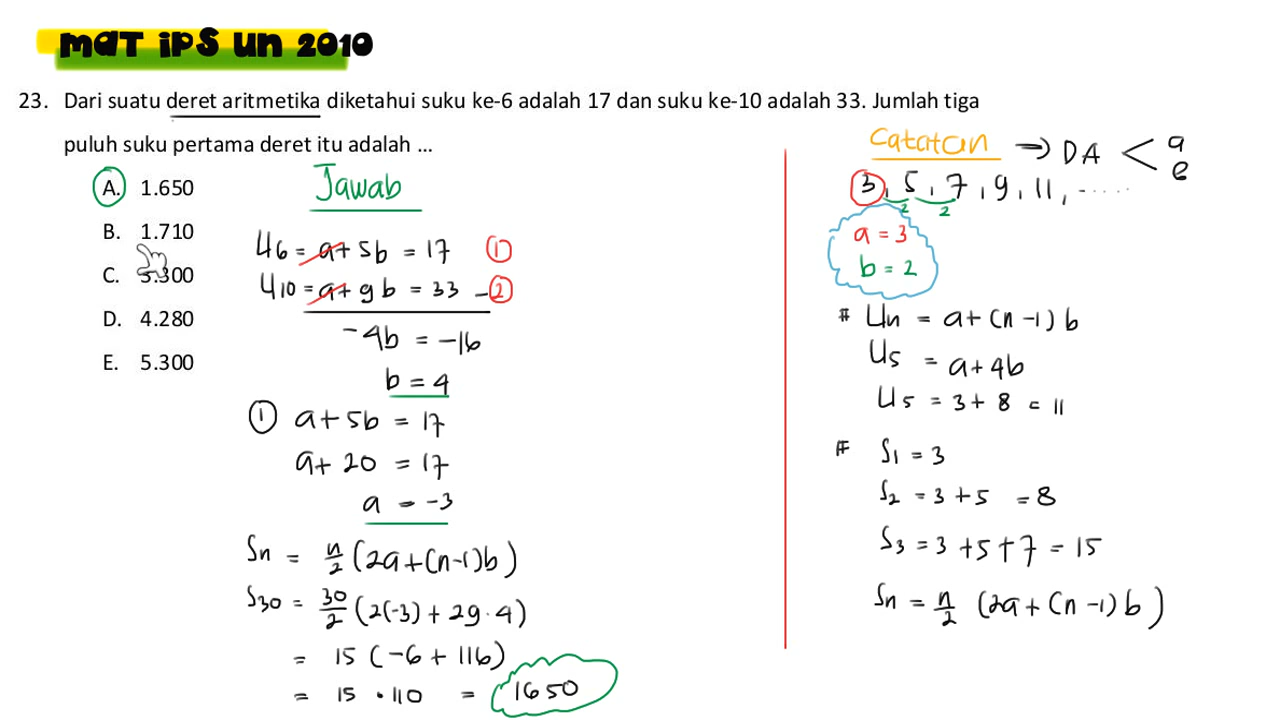 MAT IPS UN 2010
23. Dari suatu deret aritmetika diketahui suku ke-6 adalah 17 dan suku ke-10 adalah 33. Jumlah tiga
puluh suku pertama deret itu adalah ...
A. 1.650
B. 1.710
C. 3.300
D. 4.280
E. 5.300
Jawab
U6 = a + 5b = 17 ①
U10 = a + 9b = 33 - ②
-4b = -16
b = 4
① a + 5b = 17
a + 20 = 17
a = -3
Sn = n/2 (2a + (n-1)b)
S30 = 30/2 (2(-3) + 29.4)
= 15 (-6 + 116)
= 15 . 110 = 1650
Catatan → DA < a
b
3, 5, 7, 9, 11, ......
2 2
a = 3
b = 2
# Un = a + (n-1) b
U5 = a + 4b
U5 = 3 + 8 = 11
# S1 = 3
S2 = 3 + 5 = 8
S3 = 3 + 5 + 7 = 15
Sn = n/2 (2a + (n-1) b)